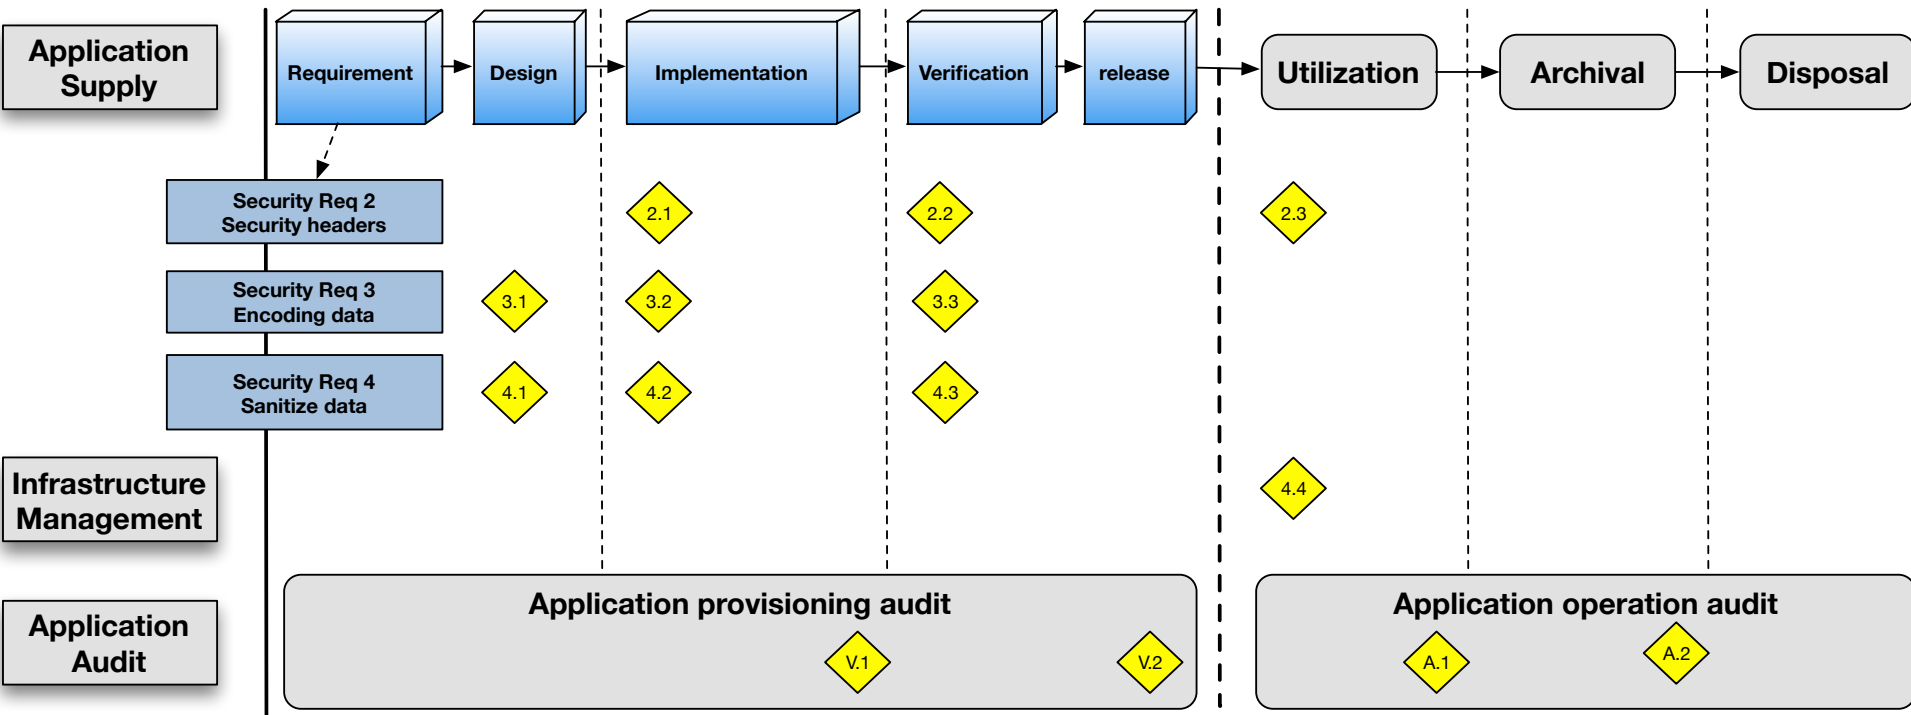 Application
Supply
Requirement
Design
Implementation
Verification
release
Utilization
Archival
Disposal
Security Req 2
Security headers
2.1
2.2
2.3
Security Req 3
Encoding data
3.1
3.2
3.3
Security Req 4
Sanitize data
4.1
4.2
4.3
Infrastructure
Management
4.4
Application
Audit
Application provisioning audit
V.1
V.2
Application operation audit
A.1
A.2